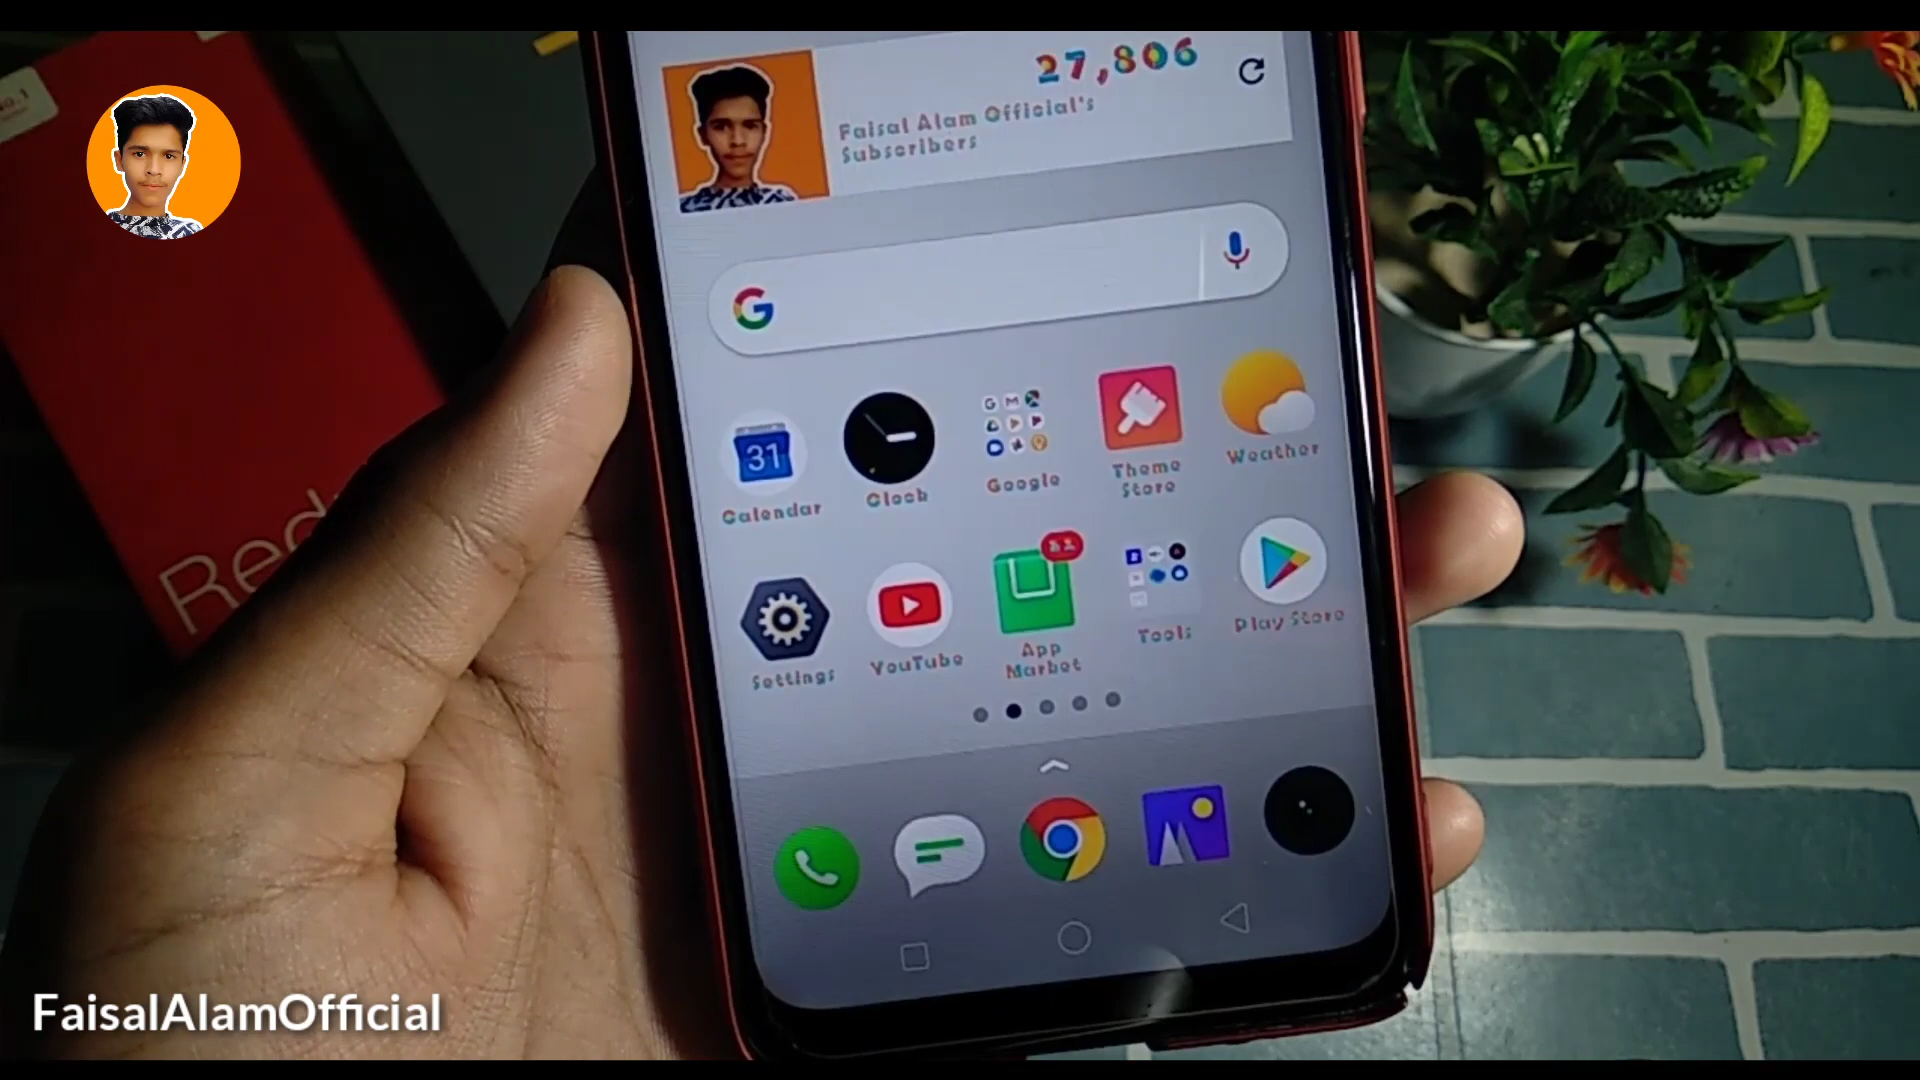 27,806
Faisal Alam Official's
Subscribers
31
Calendar
Clock
Google
Theme
Store
Weather
Settings
YouTube
App
Market
Tools
Play Store
FaisalAlamOfficial